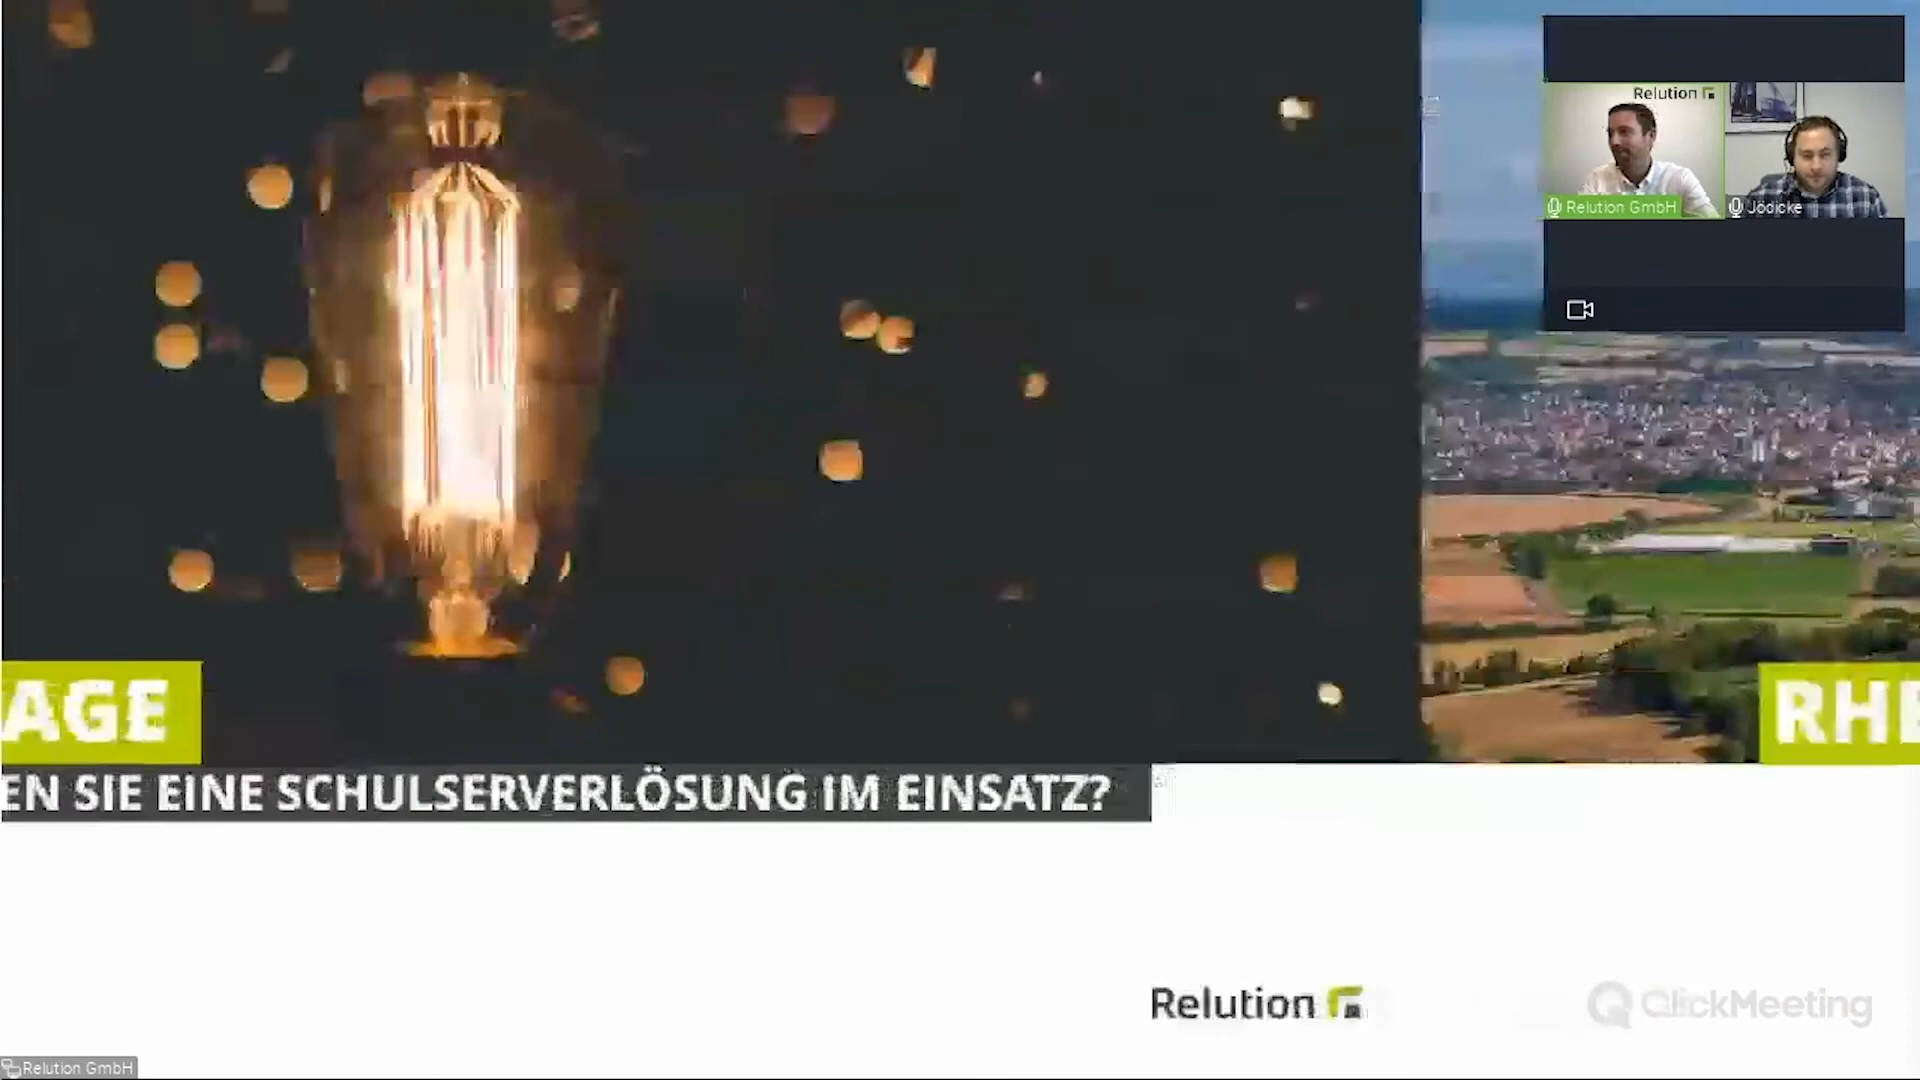 Relution
Relution GmbH
Jödicke
AGE
RHE
EN SIE EINE SCHULSERVERLÖSUNG IM EINSATZ?
Relution
ClickMeeting
Relution GmbH